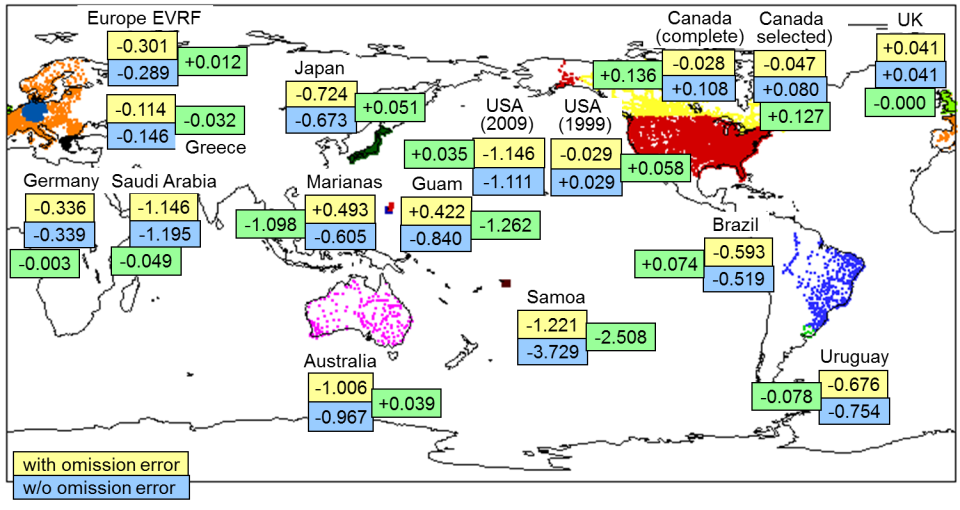 Europe EVRF
-0.301
-0.289
+0.012
-0.114
-0.146
-0.032
Greece
Japan
-0.724
-0.673
+0.051
Canada
(complete)
+0.136
-0.028
+0.108
Canada
selected)
-0.047
+0.080
+0.127
UK
+0.041
+0.041
-0.000
USA
(2009)
+0.035
-1.146
-1.111
USA
(1999)
-0.029
+0.029
+0.058
Germany
-0.336
-0.339
-0.003
Saudi Arabia
-1.146
-1.195
-0.049
Marianas
-1.098
+0.493
-0.605
Guam
+0.422
-0.840
-1.262
Brazil
+0.074
-0.593
-0.519
Samoa
-1.221
-3.729
-2.508
Australia
-1.006
-0.967
+0.039
Uruguay
-0.078
-0.676
-0.754
with omission error
w/o omission error